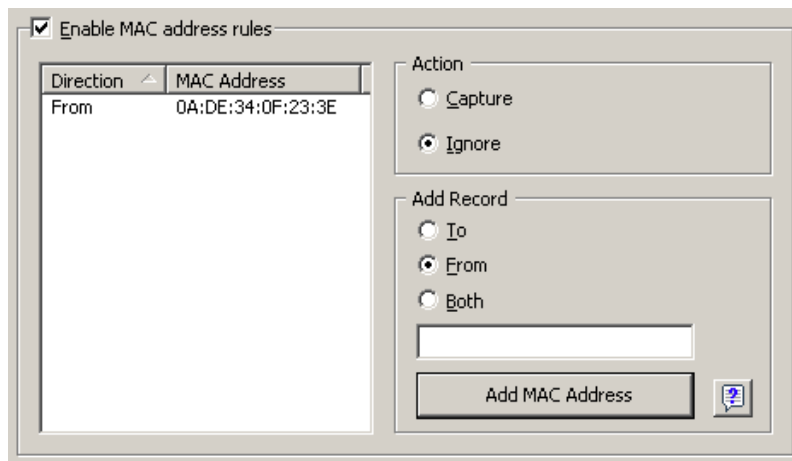 Enable MAC address rules
Direction MAC Address
From 0A:DE:34:0F:23:3E
Action
Capture
Ignore
Add Record
To
From
Both
Add MAC Address
?